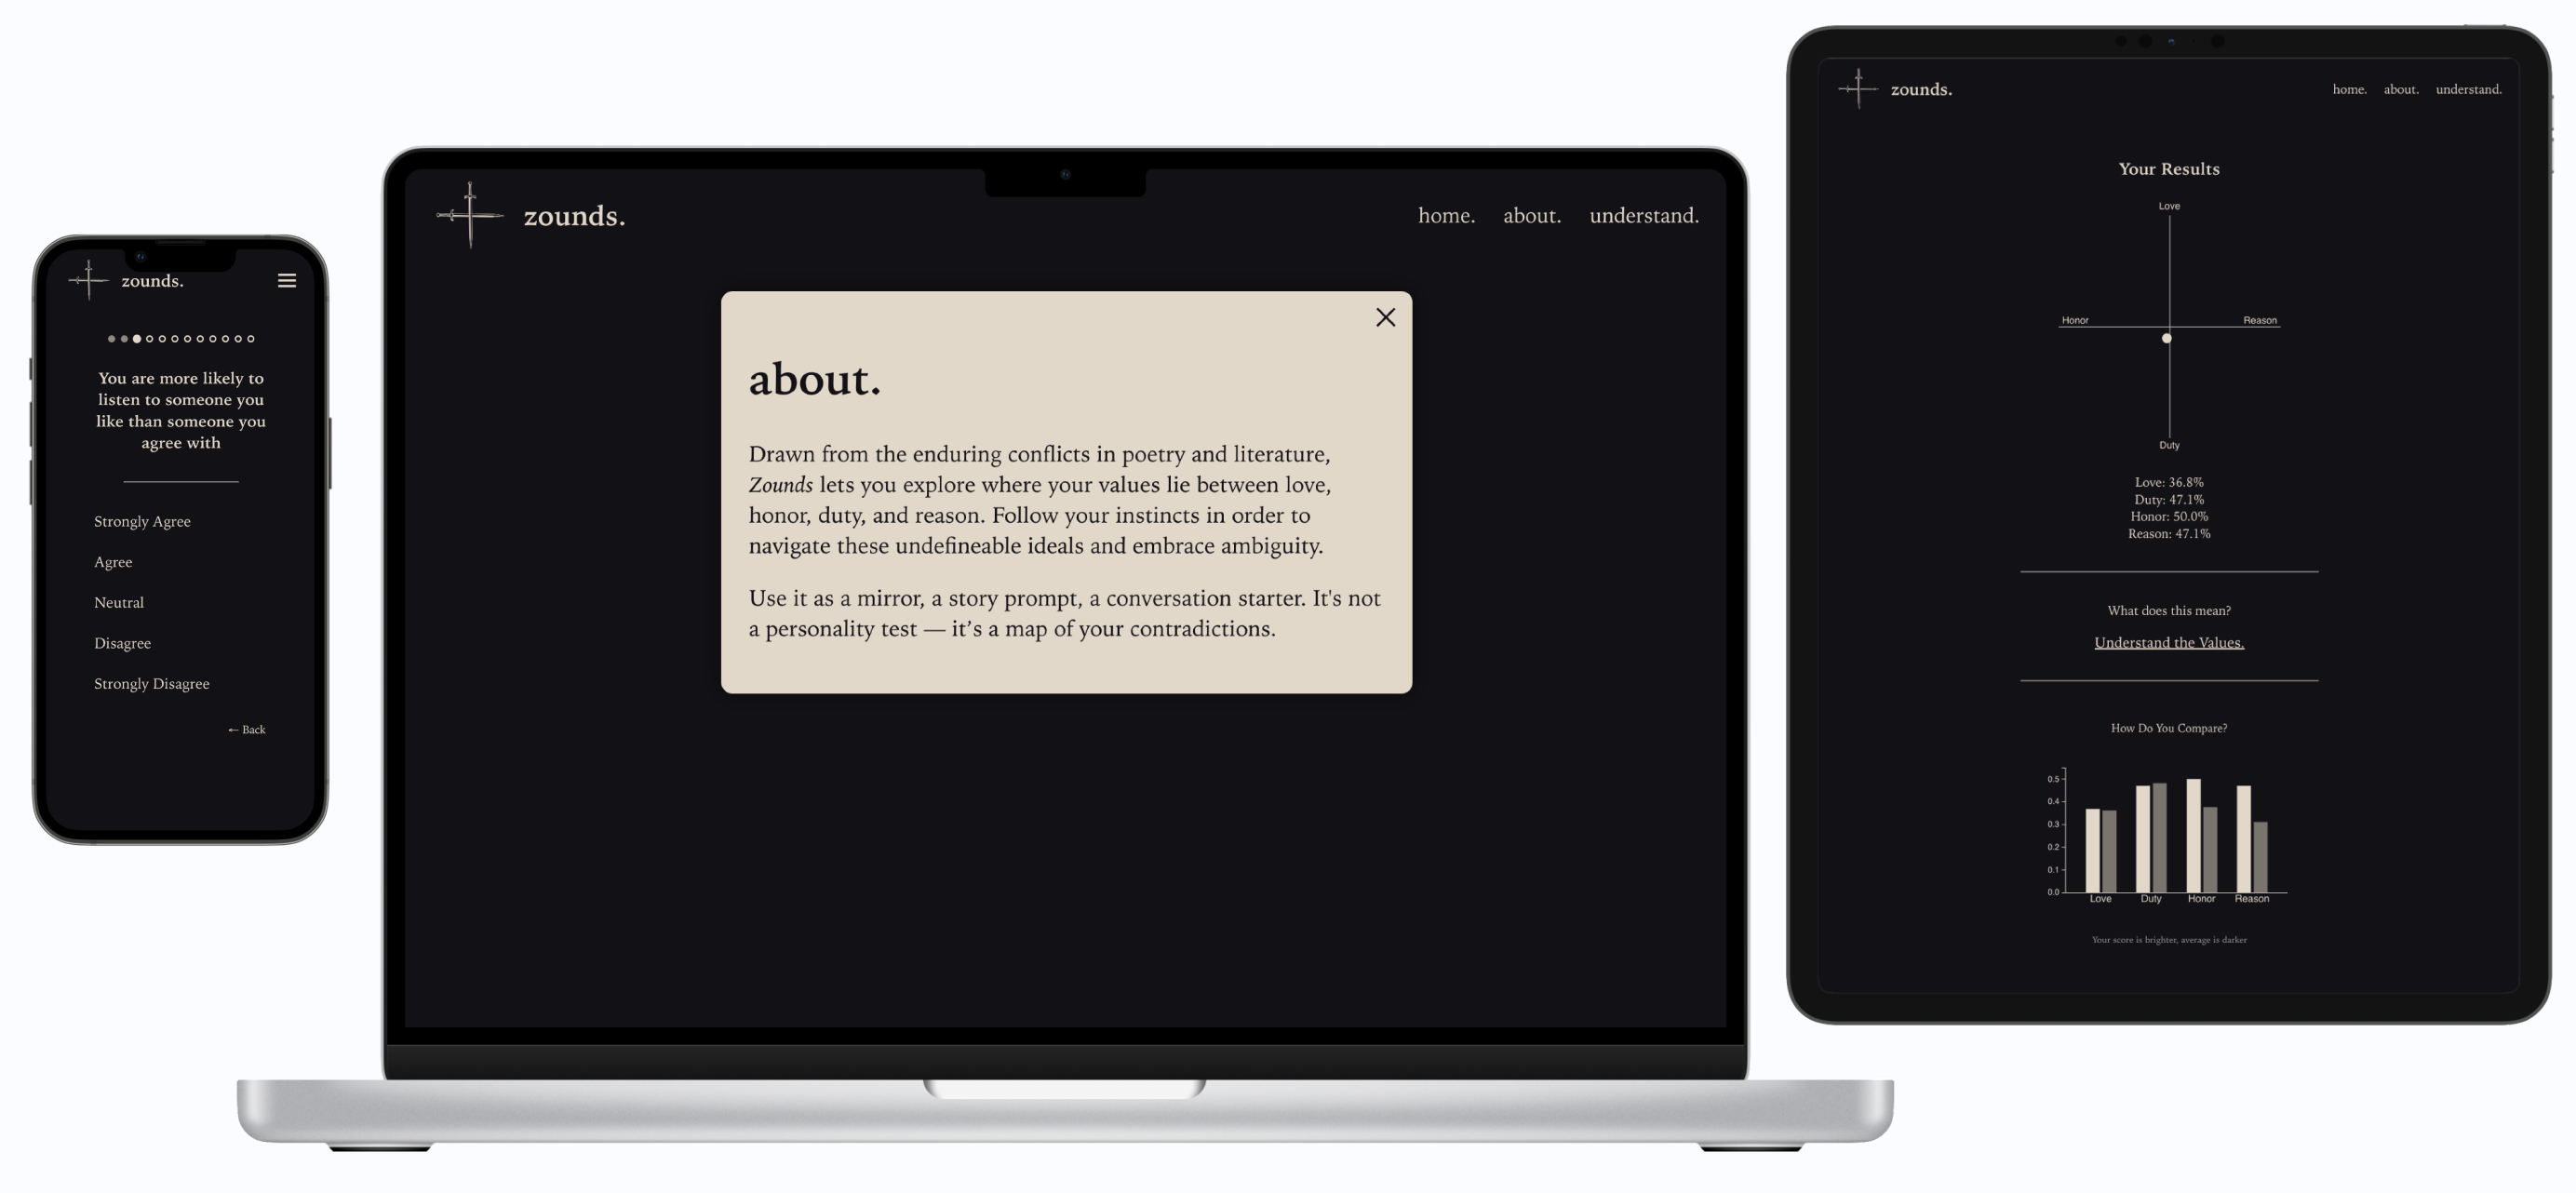 zounds.
You are more likely to
listen to someone you
like than someone you
agree with
Strongly Agree
Agree
Neutral
Disagree
Strongly Disagree
← Back
zounds.
home. about. understand.
about.
Drawn from the enduring conflicts in poetry and literature,
Zounds lets you explore where your values lie between love,
honor, duty, and reason. Follow your instincts in order to
navigate these undefineable ideals and embrace ambiguity.
Use it as a mirror, a story prompt, a conversation starter. It's not
a personality test — it’s a map of your contradictions.
zounds.
home. about. understand.
Your Results
Love
Honor
Reason
Duty
Love: 36.8%
Duty: 47.1%
Honor: 50.0%
Reason: 47.1%
What does this mean?
Understand the Values.
How Do You Compare?
0.5
0.4
0.3
0.2
0.1
0.0
Love Duty Honor Reason
Your score is brighter, average is darker